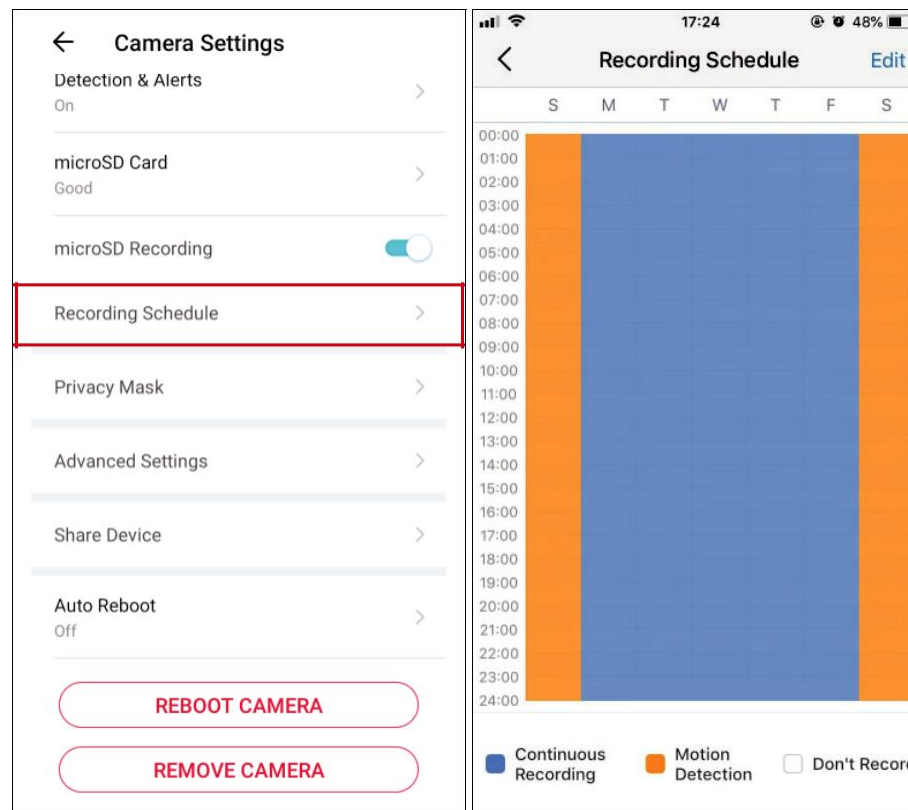 Camera Settings
Detection & Alerts
On
microSD Card
Good
microSD Recording
Recording Schedule
Privacy Mask
Advanced Settings
Share Device
Auto Reboot
Off
REBOOT CAMERA
REMOVE CAMERA
17:24
48%
Recording Schedule
Edit
S M T W T F S
00:00
01:00
02:00
03:00
04:00
05:00
06:00
07:00
08:00
09:00
10:00
11:00
12:00
13:00
14:00
15:00
16:00
17:00
18:00
19:00
20:00
21:00
22:00
23:00
24:00
Continuous
Recording
Motion
Detection
Don't Recor